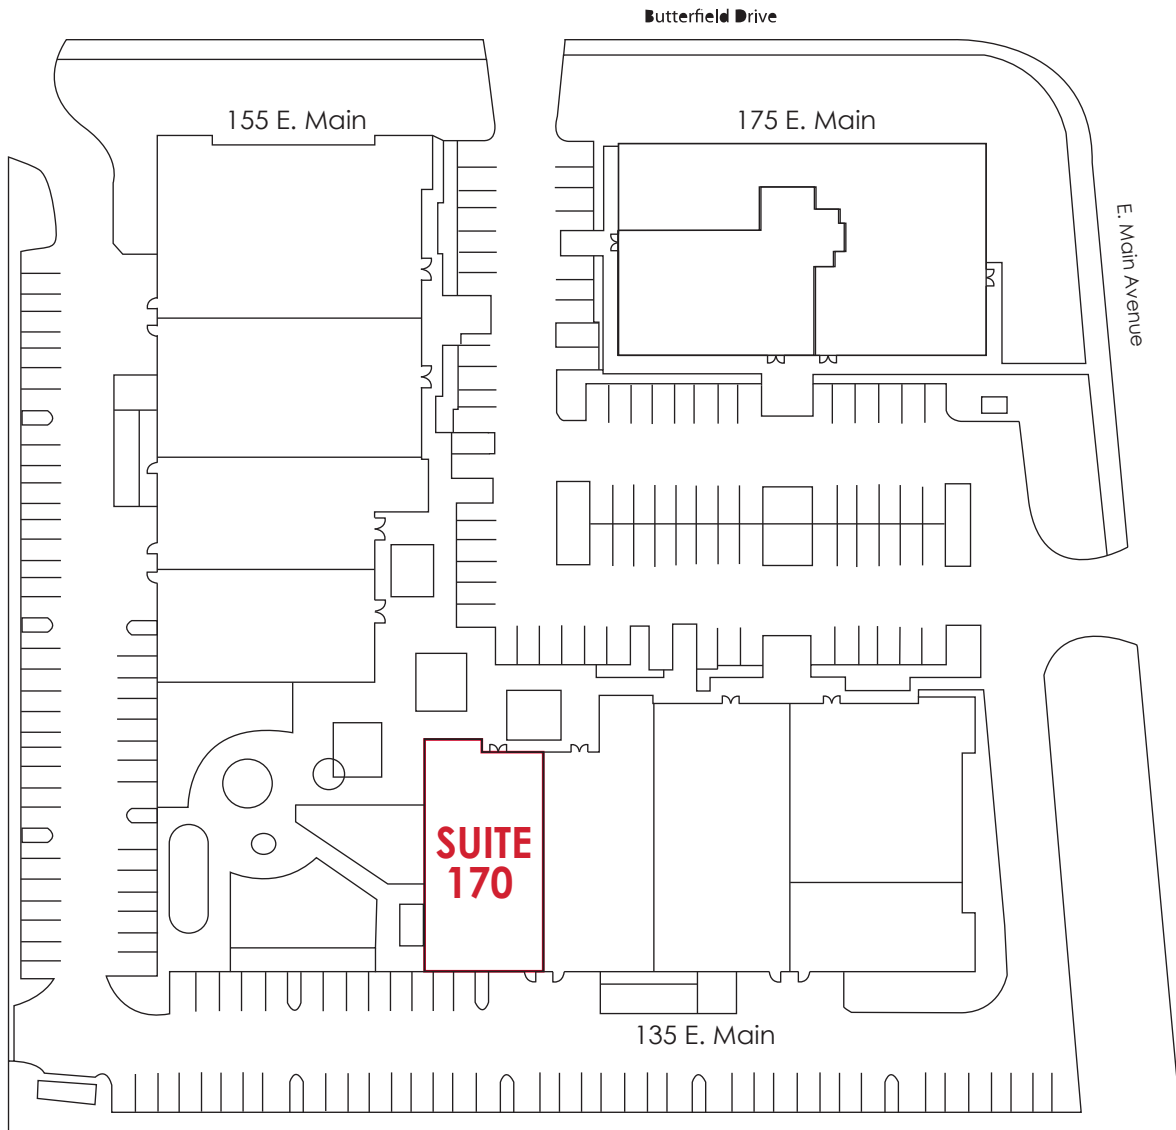 Butterfield Drive
155 E. Main
175 E. Main
E. Main Avenue
SUITE
170
135 E. Main